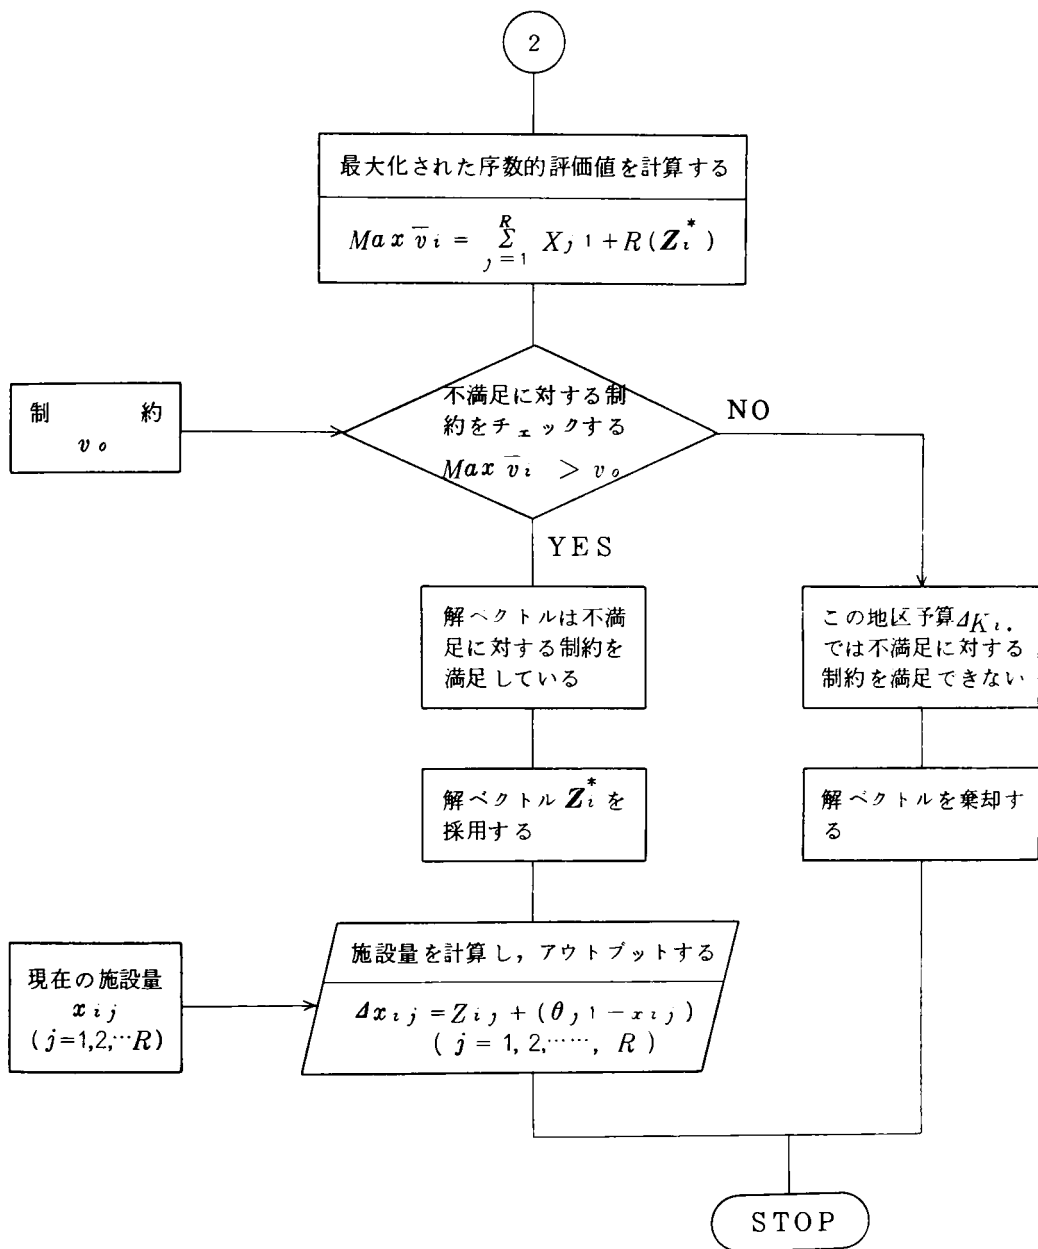 2
最大化された序数的評価値を計算する
Max v̅i = Σ_{j=1}^{R} Xj1 + R(Zi*)
制 約
vo
不満足に対する制
約をチェックする
Max v̅i > vo
NO
YES
解ベクトルは不満
足に対する制約を
満足している
この地区予算ΔKi.
では不満足に対する
制約を満足できない
解ベクトル Zi* を
採用する
解ベクトルを棄却す
る
現在の施設量
xij
(j=1,2,…R)
施設量を計算し,アウトプットする
Δxij = Zij + (θj1 − xij)
( j = 1, 2,……, R )
STOP